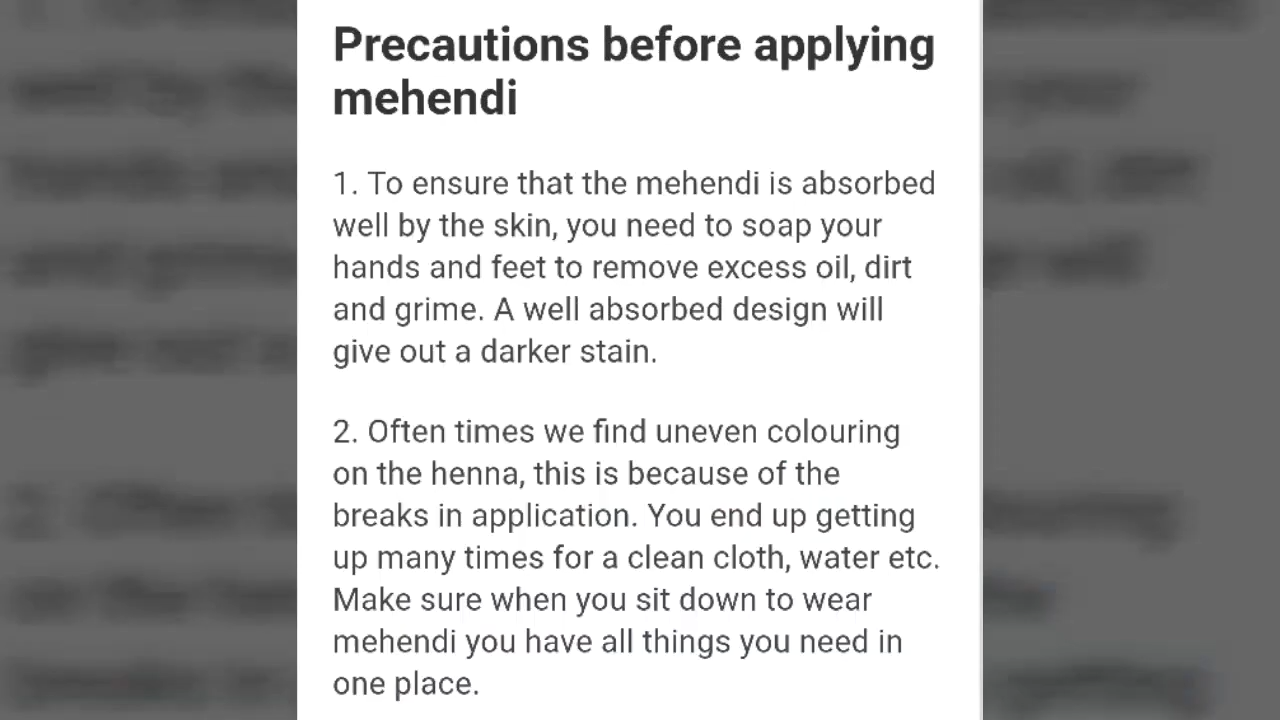 Precautions before applying
mehendi
1. To ensure that the mehendi is absorbed
well by the skin, you need to soap your
hands and feet to remove excess oil, dirt
and grime. A well absorbed design will
give out a darker stain.
2. Often times we find uneven colouring
on the henna, this is because of the
breaks in application. You end up getting
up many times for a clean cloth, water etc.
Make sure when you sit down to wear
mehendi you have all things you need in
one place.